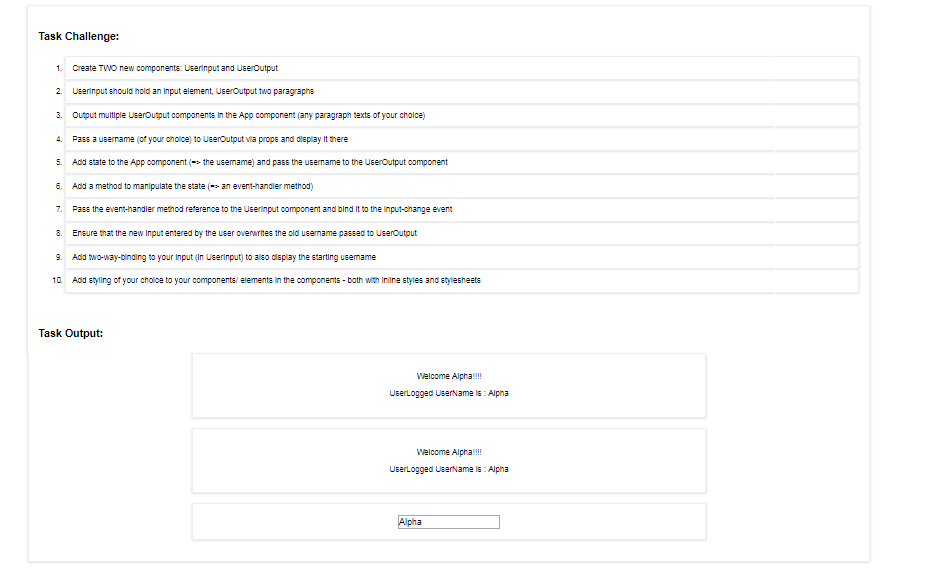 Task Challenge:
1. Create TWO new components: UserInput and UserOutput
2. UserInput should hold an input element, UserOutput two paragraphs
3. Output multiple UserOutput components in the App component (any paragraph texts of your choice)
4. Pass a username (of your choice) to UserOutput via props and display it there
5. Add state to the App component (=> the username) and pass the username to the UserOutput component
6. Add a method to manipulate the state (=> an event-handler method)
7. Pass the event-handler method reference to the UserInput component and bind it to the input-change event
8. Ensure that the new input entered by the user overwrites the old username passed to UserOutput
9. Add two-way-binding to your input (in UserInput) to also display the starting username
10. Add styling of your choice to your components/ elements in the components - both with inline styles and stylesheets
Task Output:
Welcome Alpha!!!!
UserLogged UserName is : Alpha
Welcome Alpha!!!!
UserLogged UserName is : Alpha
Alpha